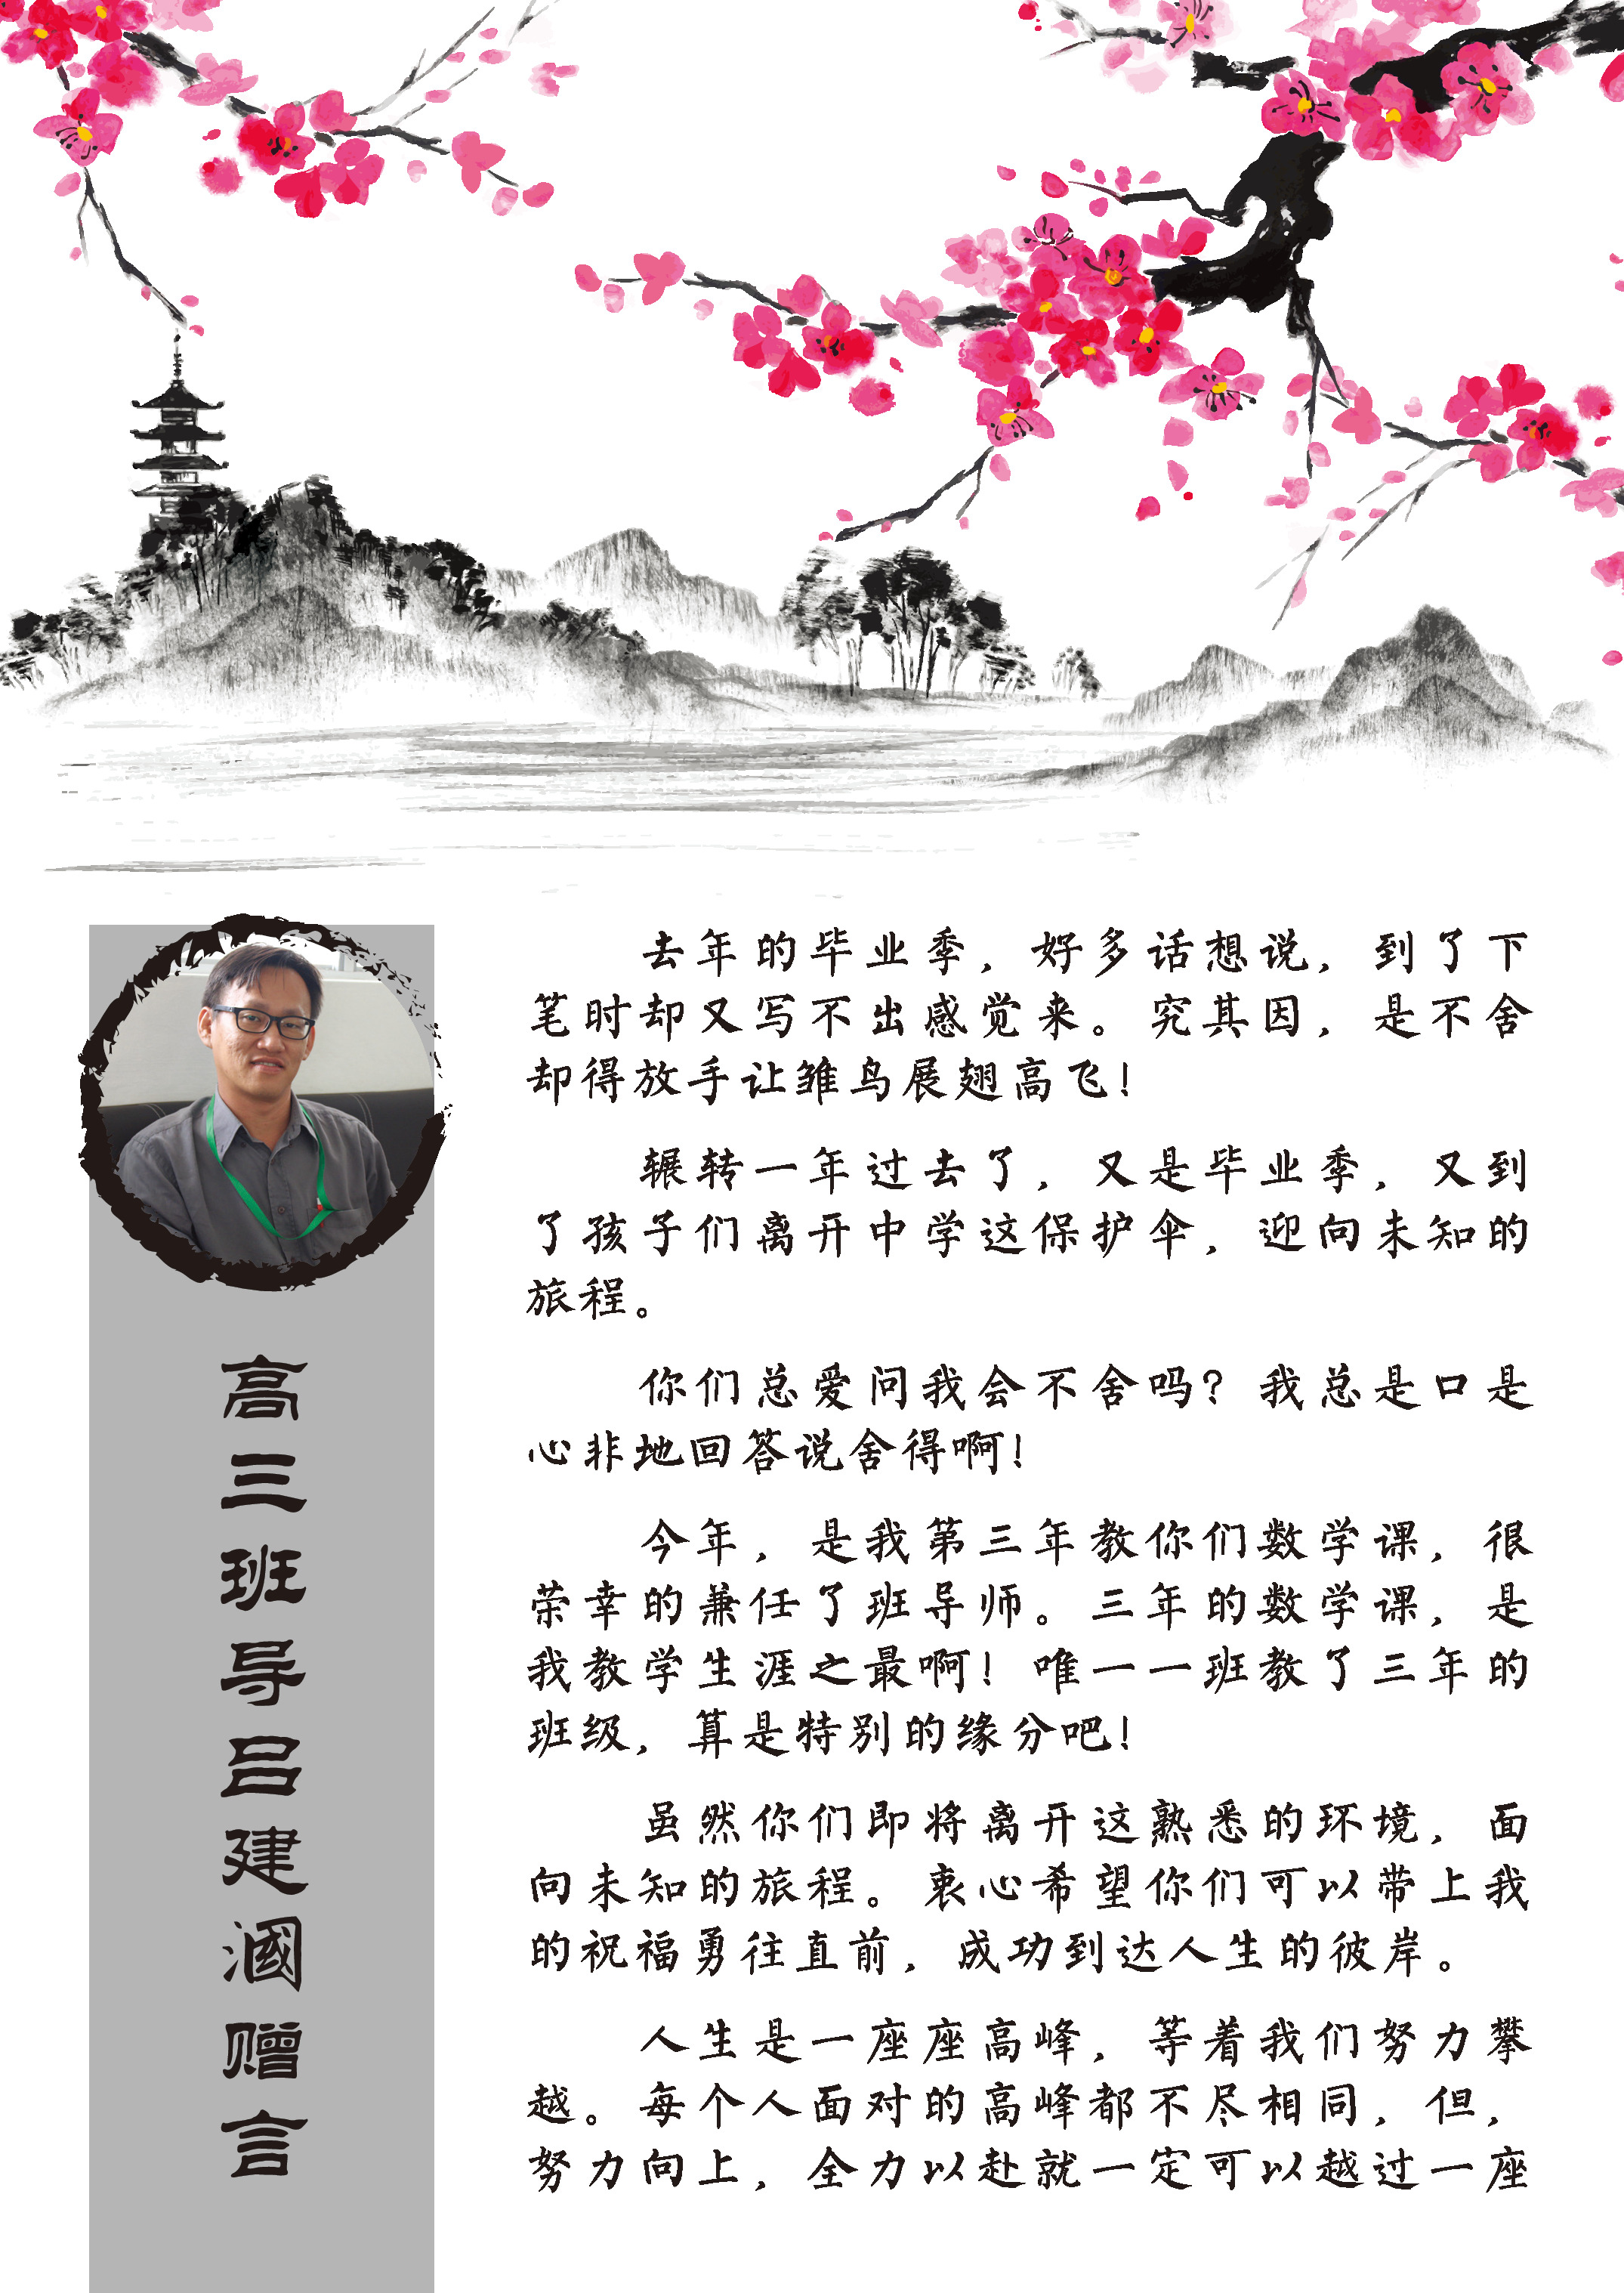 高三班导吕建涠赠言
去年的毕业季，好多话想说，到了下
笔时却又写不出感觉来。究其因，是不舍
却得放手让雏鸟展翅高飞！
辗转一年过去了，又是毕业季，又到
了孩子们离开中学这保护伞，迎向未知的
旅程。
你们总爱问我会不舍吗？我总是口是
心非地回答说舍得啊！
今年，是我第三年教你们数学课，很
荣幸的兼任了班导师。三年的数学课，是
我教学生涯之最啊！唯一一班教了三年的
班级，算是特别的缘分吧！
虽然你们即将离开这熟悉的环境，面
向未知的旅程。衷心希望你们可以带上我
的祝福勇往直前，成功到达人生的彼岸。
人生是一座座高峰，等着我们努力攀
越。每个人面对的高峰都不尽相同，但，
努力向上，全力以赴就一定可以越过一座